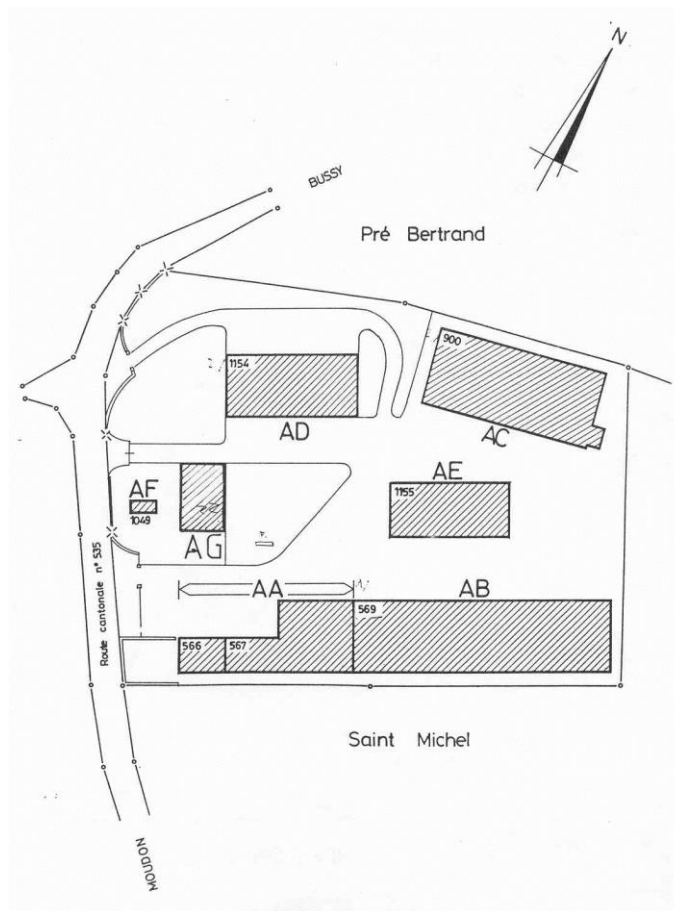 N
BUSSY
Pré Bertrand
900
1154
AD
AC
AE
1155
AF
1049
AG
Route cantonale n° 535
AA
AB
569
566
567
Saint Michel
MOUDON